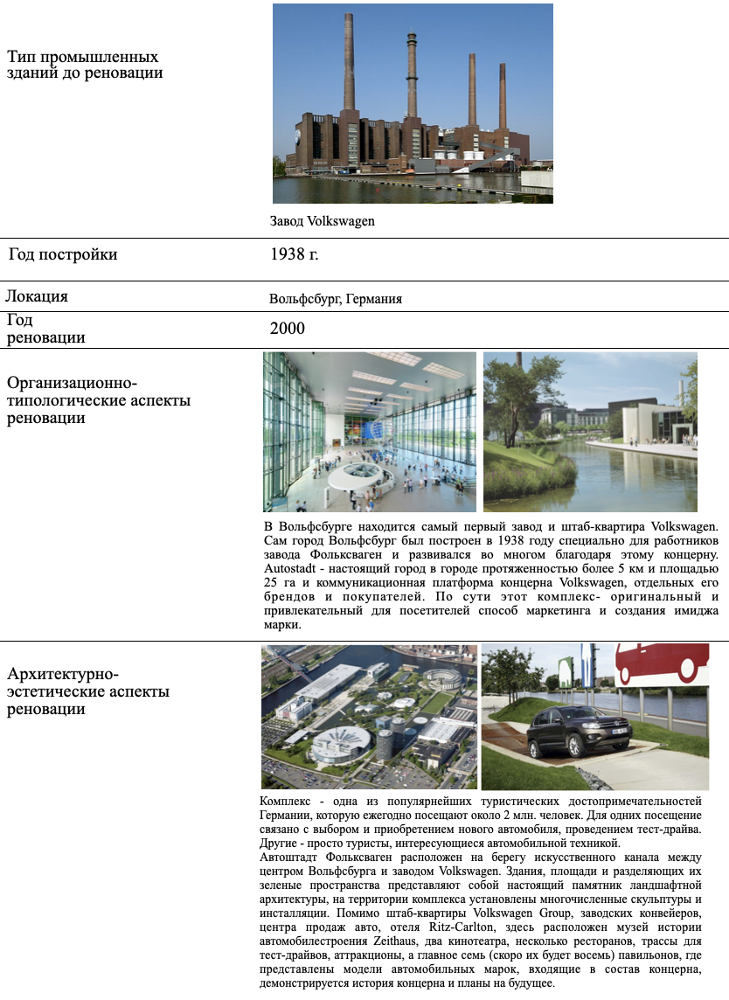 Тип промышленных
зданий до реновации
Завод Volkswagen
Год постройки
1938 г.
Локация
Вольфсбург, Германия
Год
реновации
2000
Организационно-
типологические аспекты
реновации
В Вольфсбурге находится самый первый завод и штаб-квартира Volkswagen.
Сам город Вольфсбург был построен в 1938 году специально для работников
завода Фольксваген и развивался во многом благодаря этому концерну.
Autostadt - настоящий город в городе протяженностью более 5 км и площадью
25 га и коммуникационная платформа концерна Volkswagen, отдельных его
брендов и покупателей. По сути этот комплекс- оригинальный и
привлекательный для посетителей способ маркетинга и создания имиджа
марки.
Архитектурно-
эстетические аспекты
реновации
Комплекс - одна из популярнейших туристических достопримечательностей
Германии, которую ежегодно посещают около 2 млн. человек. Для одних посещение
связано с выбором и приобретением нового автомобиля, проведением тест-драйва.
Другие - просто туристы, интересующиеся автомобильной техникой.
Автоштадт Фольксваген расположен на берегу искусственного канала между
центром Вольфсбурга и заводом Volkswagen. Здания, площади и разделяющих их
зеленые пространства представляют собой настоящий памятник ландшафтной
архитектуры, на территории комплекса установлены многочисленные скульптуры и
инсталляции. Помимо штаб-квартиры Volkswagen Group, заводских конвейеров,
центра продаж авто, отеля Ritz-Carlton, здесь расположен музей истории
автомобилестроения Zeithaus, два кинотеатра, несколько ресторанов, трассы для
тест-драйвов, аттракционы, а главное семь (скоро их будет восемь) павильонов, где
представлены модели автомобильных марок, входящие в состав концерна,
демонстрируется история концерна и планы на будущее.